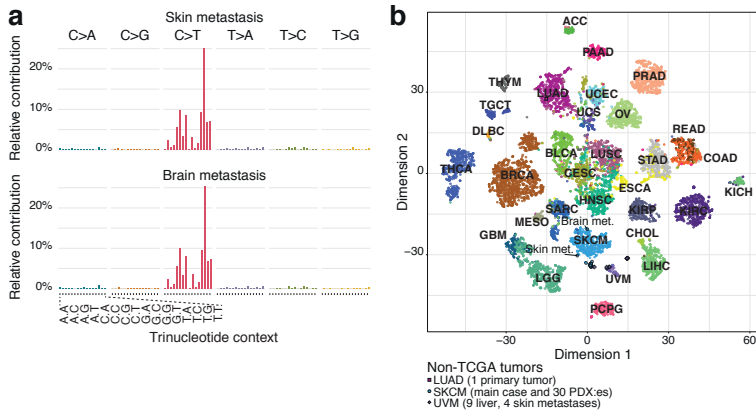 a
Skin metastasis
C>A C>G C>T T>A T>C T>G
Relative contribution
20%
10%
0%
Brain metastasis
Relative contribution
20%
10%
0%
A.A
A.C
A.G
A.T
C.A
C.C
C.G
C.T
G.A
G.C
G.G
G.T
T.A
T.C
T.G
T.T
Trinucleotide context
b
Dimension 2
30
0
−30
ACC
PAAD
PRAD
THYM
LUAD
UCEC
TGCT
UCS
OV
DLBC
READ
BLCA
LUSC
STAD
COAD
THCA
BRCA
CESC
ESCA
KICH
HNSC
SARC
KIRP
KIRC
MESO
Brain met.
GBM
SKCM
CHOL
Skin met.
LGG
UVM
LIHC
PCPG
−30 0 30 60
Dimension 1
Non-TCGA tumors
LUAD (1 primary tumor)
SKCM (main case and 30 PDX:es)
UVM (9 liver, 4 skin metastases)